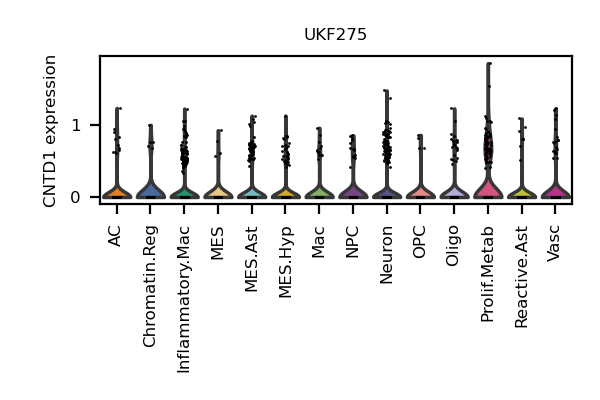 UKF275
CNTD1 expression
1
0
AC
Chromatin.Reg
Inflammatory.Mac
MES
MES.Ast
MES.Hyp
Mac
NPC
Neuron
OPC
Oligo
Prolif.Metab
Reactive.Ast
Vasc